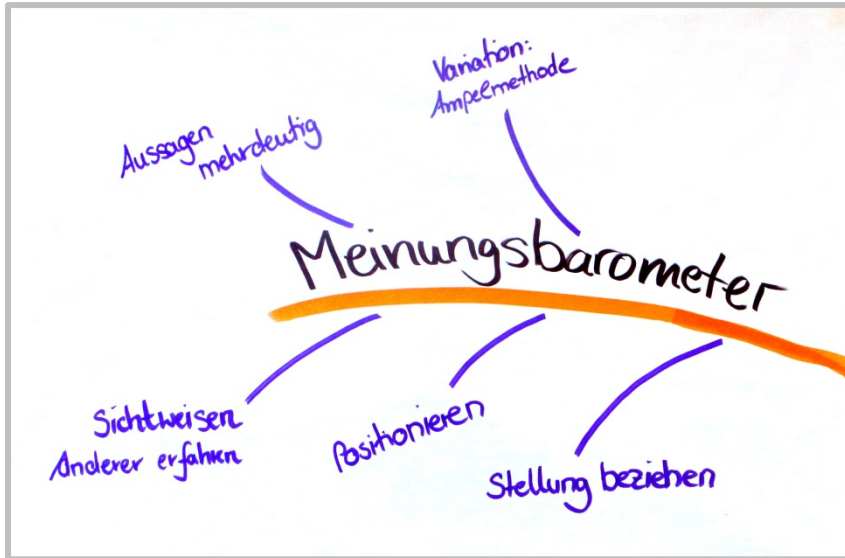 Variation:
Ampelmethode
Aussagen
mehrdeutig
Meinungsbarometer
Sichtweisen
Anderer erfahren
Positionieren
Stellung beziehen